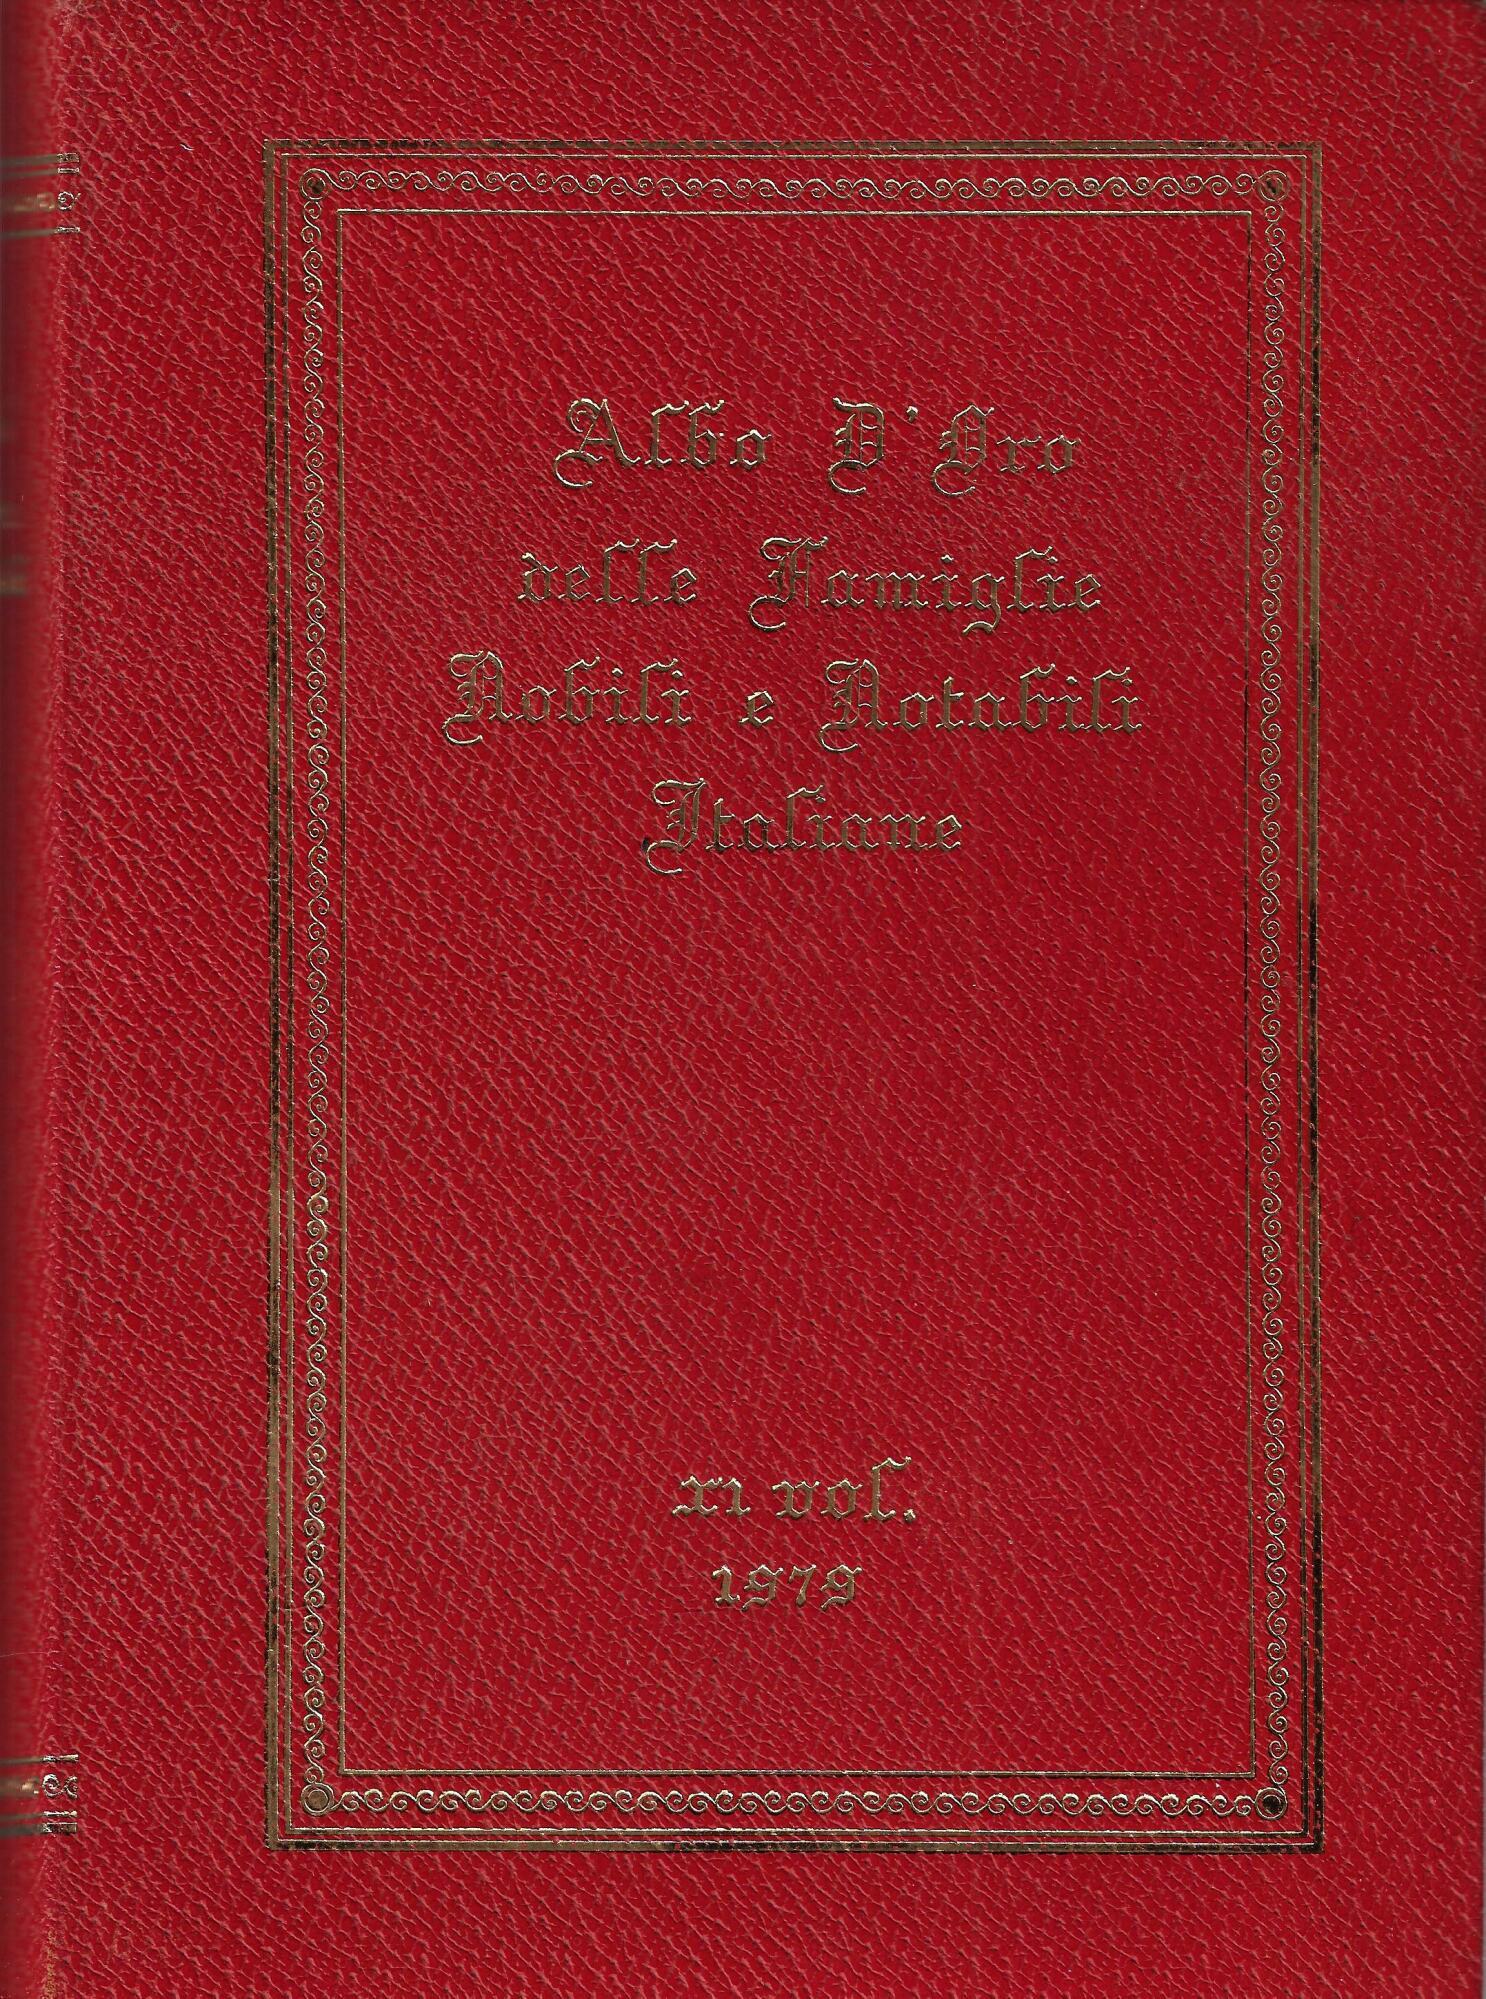 Albo D'Oro
delle Famiglie
Nobili e Notabili
Italiane
XI vol.
1979